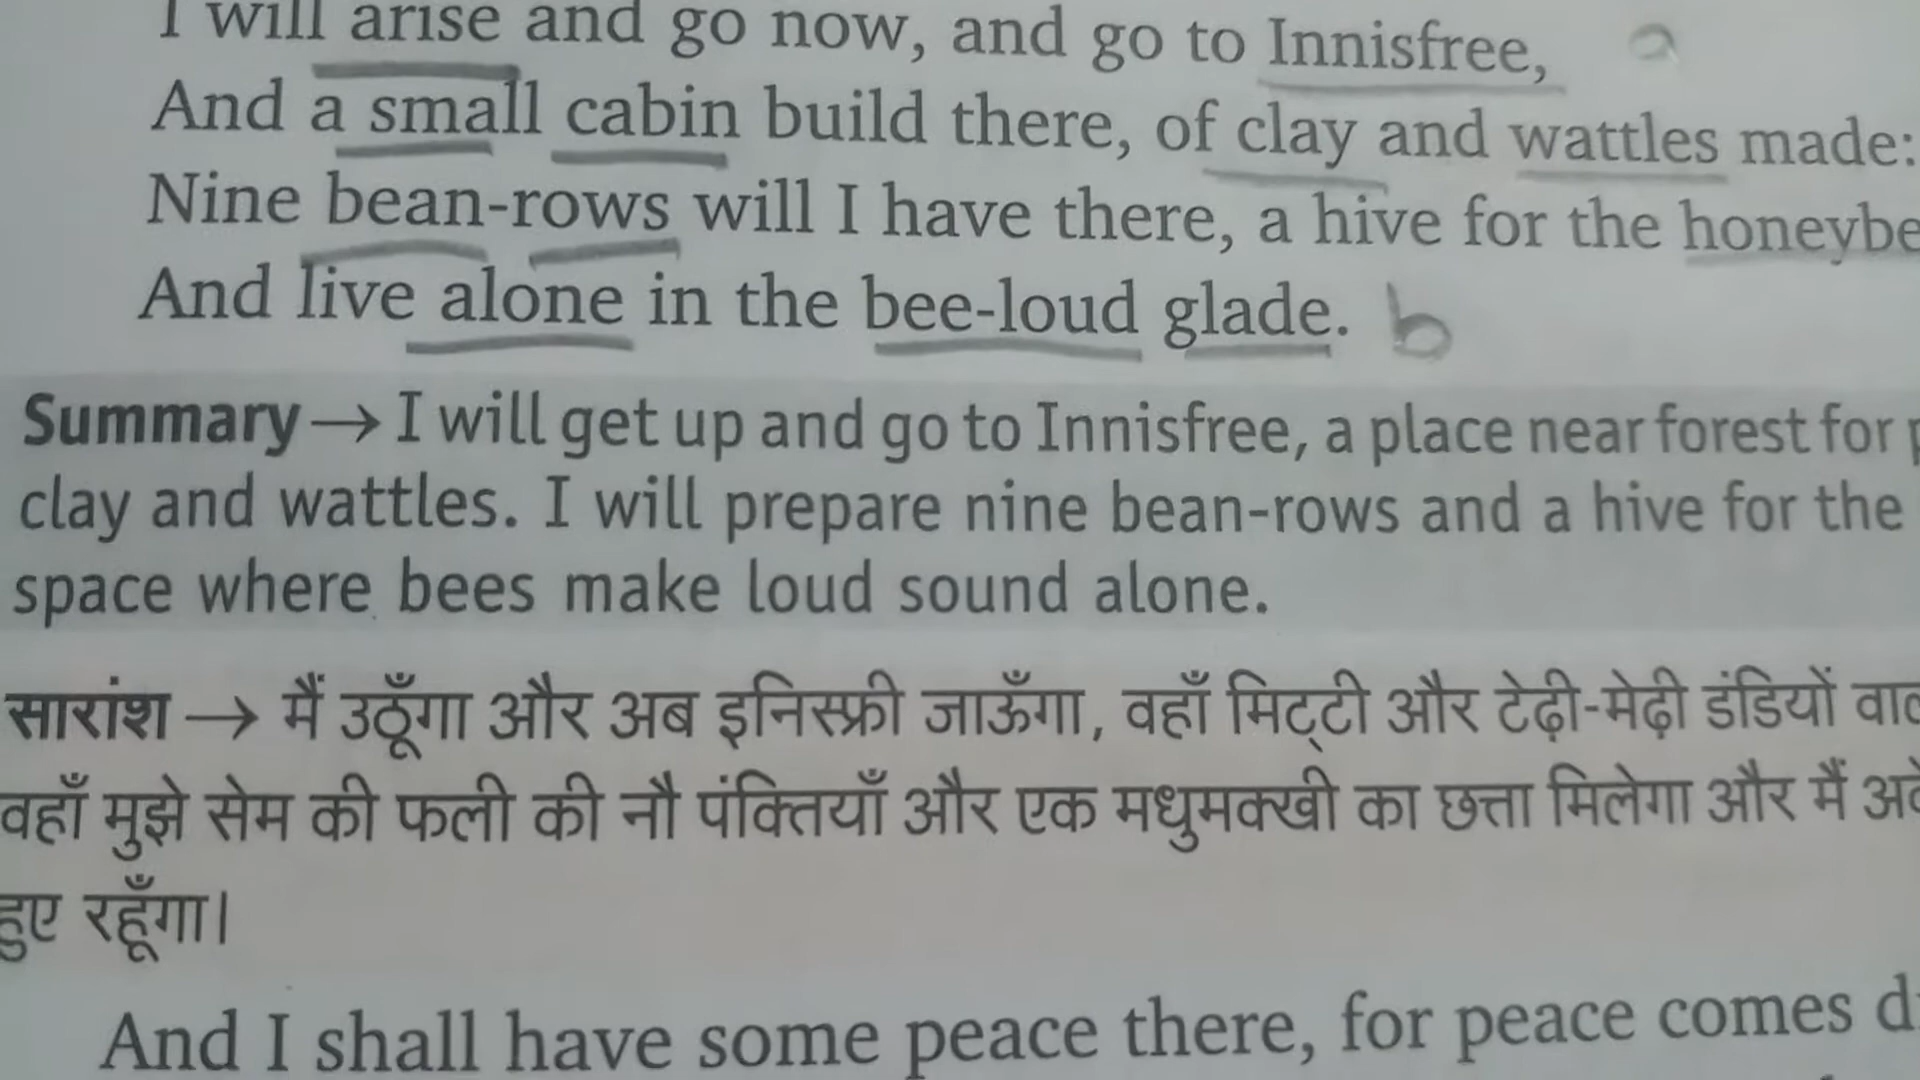 I will arise and go now, and go to Innisfree, a
And a small cabin build there, of clay and wattles made:
Nine bean-rows will I have there, a hive for the honeybe
And live alone in the bee-loud glade. b
Summary → I will get up and go to Innisfree, a place near forest for
clay and wattles. I will prepare nine bean-rows and a hive for the
space where bees make loud sound alone.
सारांश → मैं उठूँगा और अब इनिस्फ्री जाऊँगा, वहाँ मिट्टी और टेढ़ी-मेढ़ी डंडियों
वहाँ मुझे सेम की फली की नौ पंक्तियाँ और एक मधुमक्खी का छत्ता मिलेगा और मैं
हुए रहूँगा।
And I shall have some peace there, for peace comes